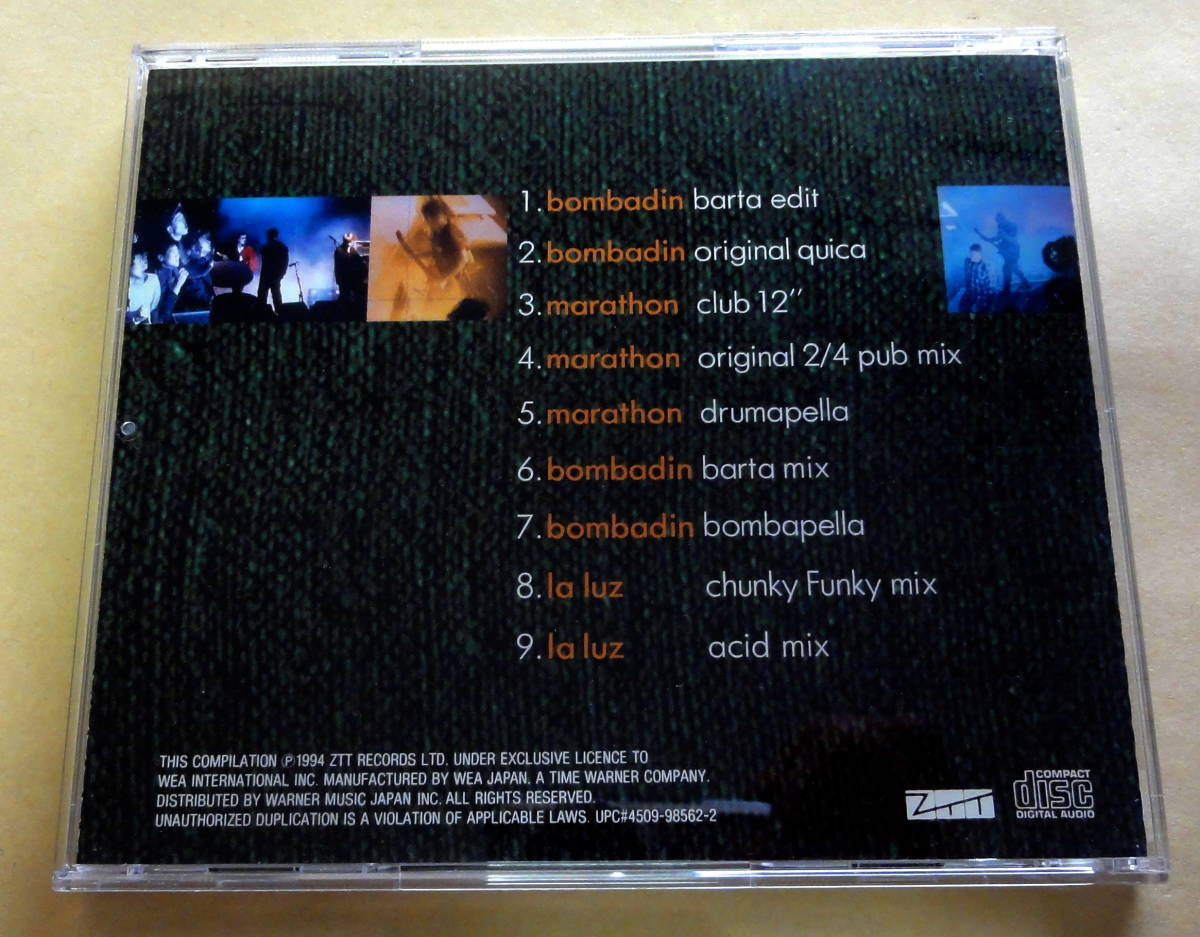 1. bombadin barta edit
2. bombadin original quica
3. marathon club 12"
4. marathon original 2/4 pub mix
5. marathon drumapella
6. bombadin barta mix
7. bombadin bombapella
8. la luz chunky Funky mix
9. la luz acid mix
THIS COMPILATION ℗1994 ZTT RECORDS LTD. UNDER EXCLUSIVE LICENCE TO
WEA INTERNATIONAL INC. MANUFACTURED BY WEA JAPAN. A TIME WARNER COMPANY.
DISTRIBUTED BY WARNER MUSIC JAPAN INC. ALL RIGHTS RESERVED.
UNAUTHORIZED DUPLICATION IS A VIOLATION OF APPLICABLE LAWS. UPC#4509-98562-2
ZTT
COMPACT
disc
DIGITAL AUDIO